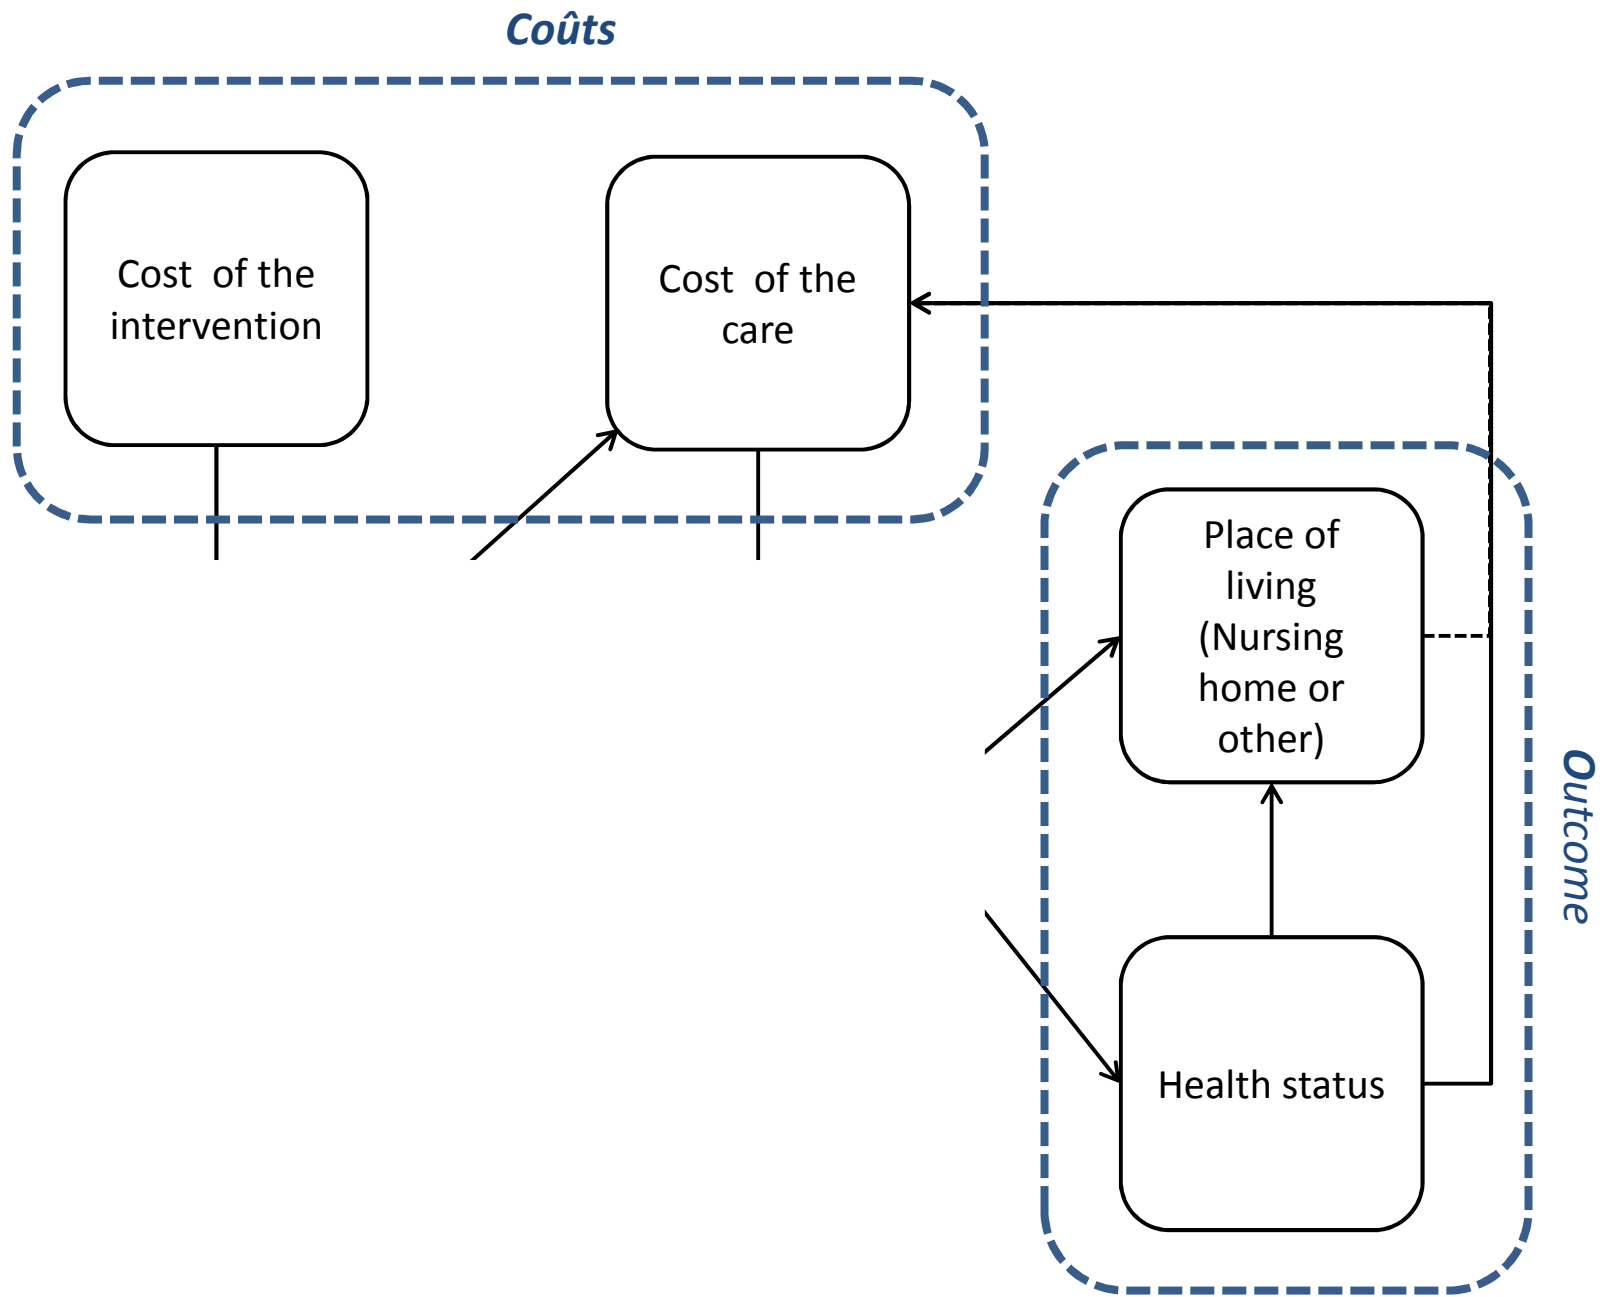 Coûts
Cost of the
intervention
Cost of the
care
Place of
living
(Nursing
home or
other)
Outcome
Health status